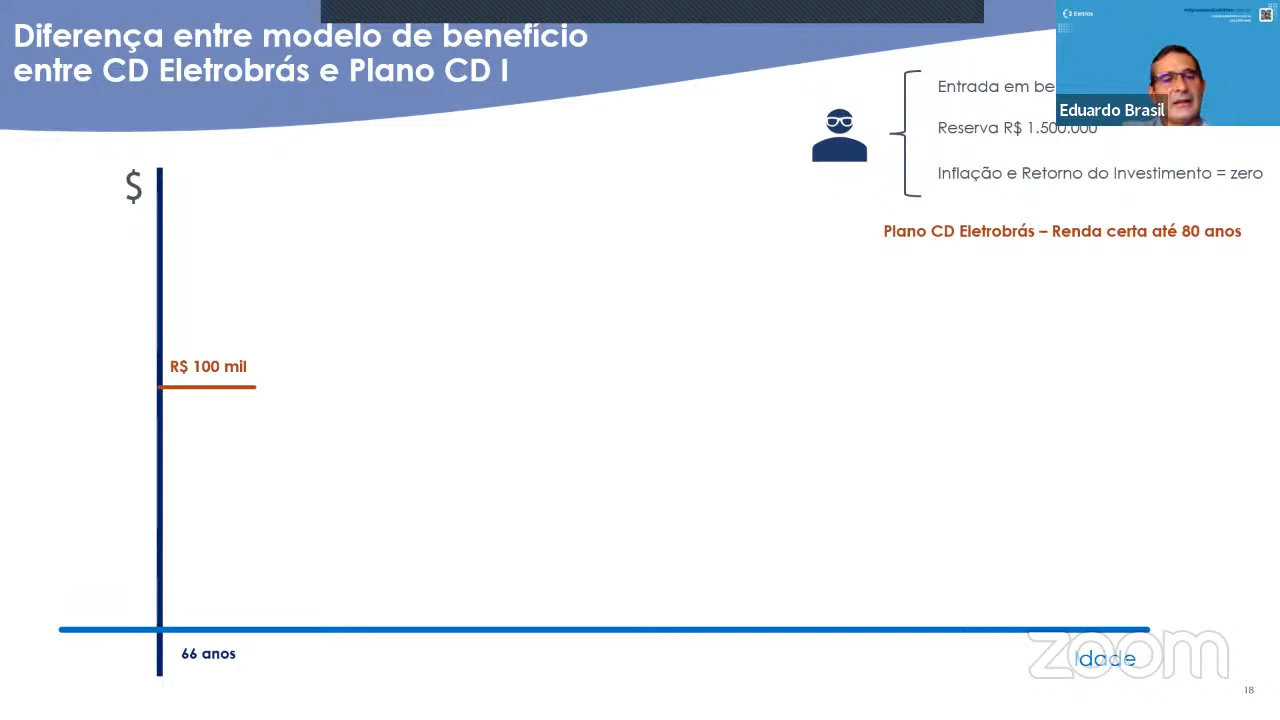 Diferença entre modelo de benefício
entre CD Eletrobrás e Plano CD I
Eletros
Eduardo Brasil
Entrada em be
Reserva R$ 1.500.000
Inflação e Retorno do Investimento = zero
Plano CD Eletrobrás – Renda certa até 80 anos
$
R$ 100 mil
66 anos
Idade
zoom
18